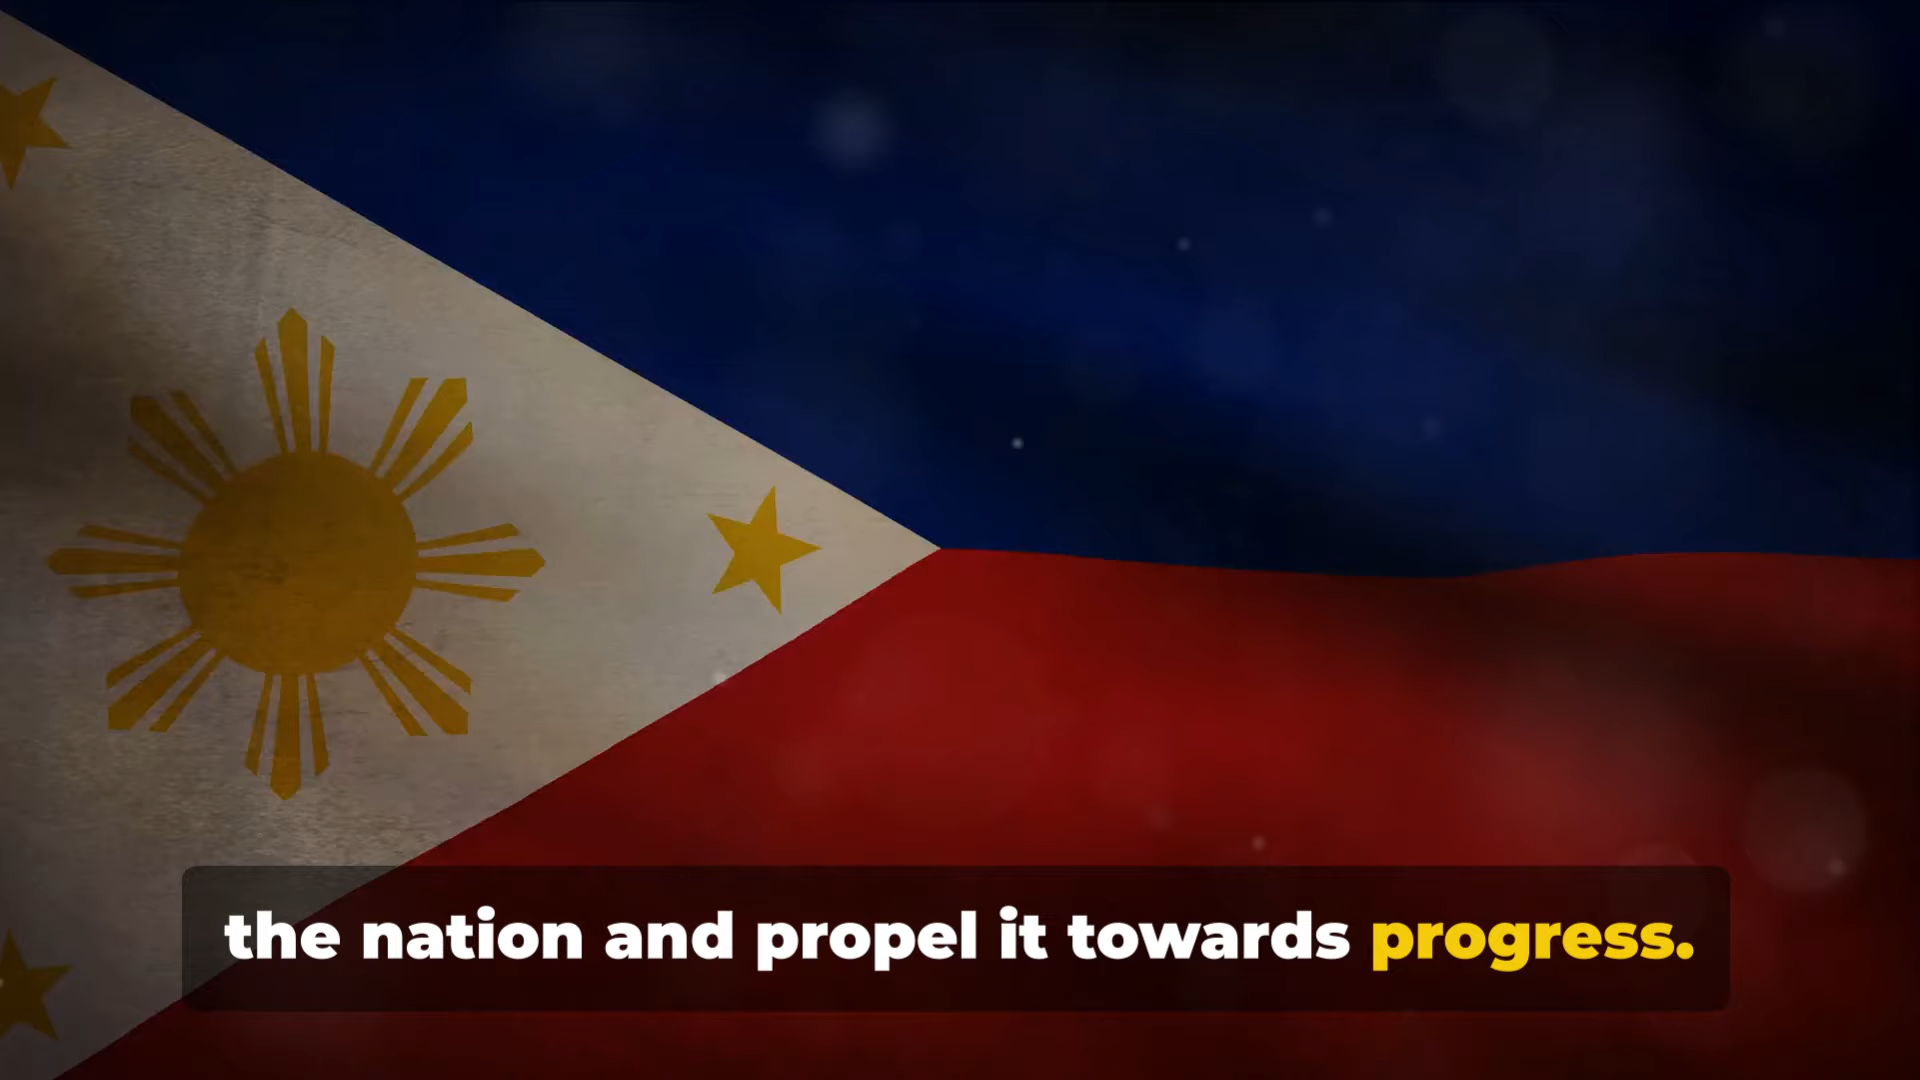 the nation and propel it towards progress.